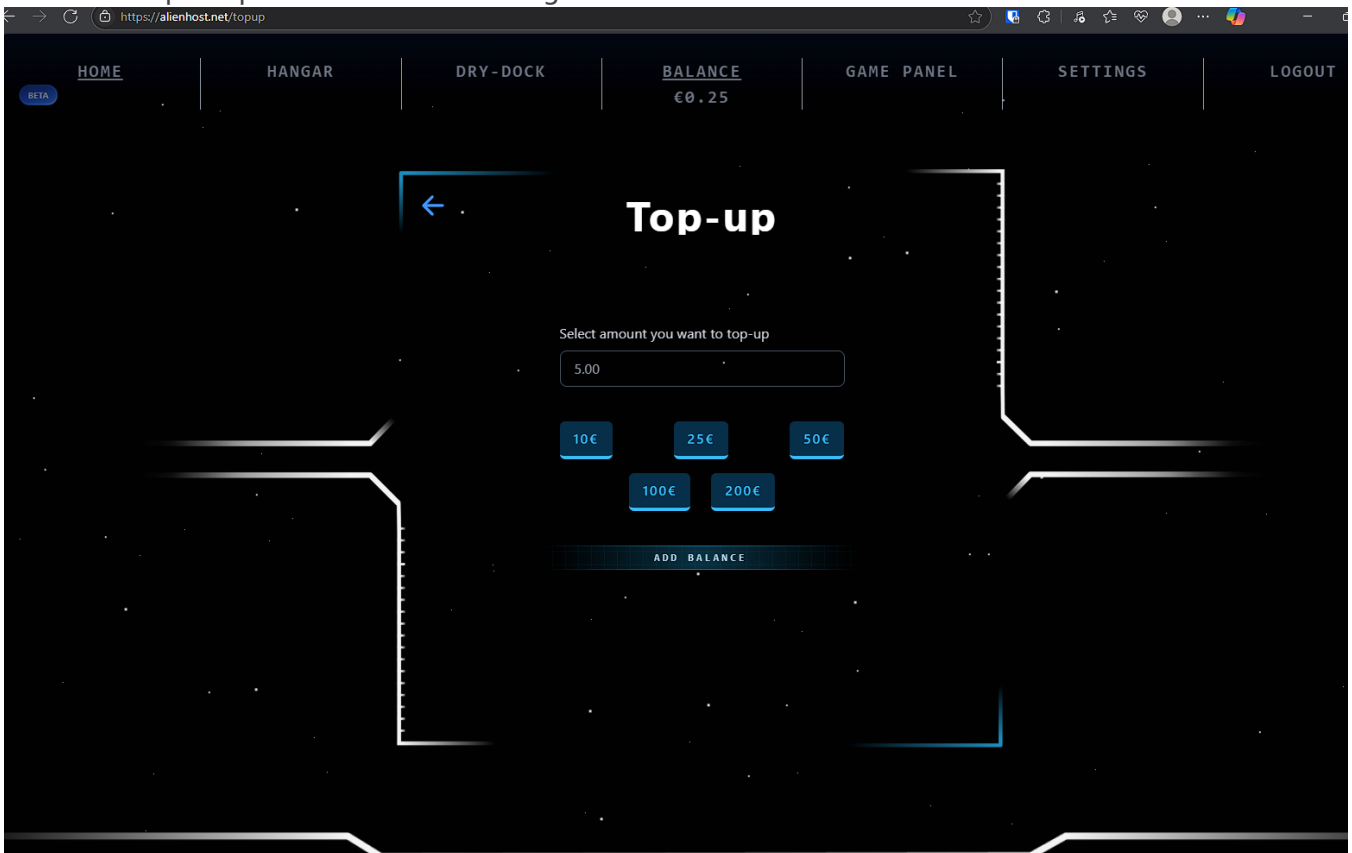 https://alienhost.net/topup
HOME
HANGAR
DRY-DOCK
BALANCE
GAME PANEL
SETTINGS
LOGOUT
€0.25
BETA
Top-up
Select amount you want to top-up
5.00
10€
25€
50€
100€
200€
ADD BALANCE